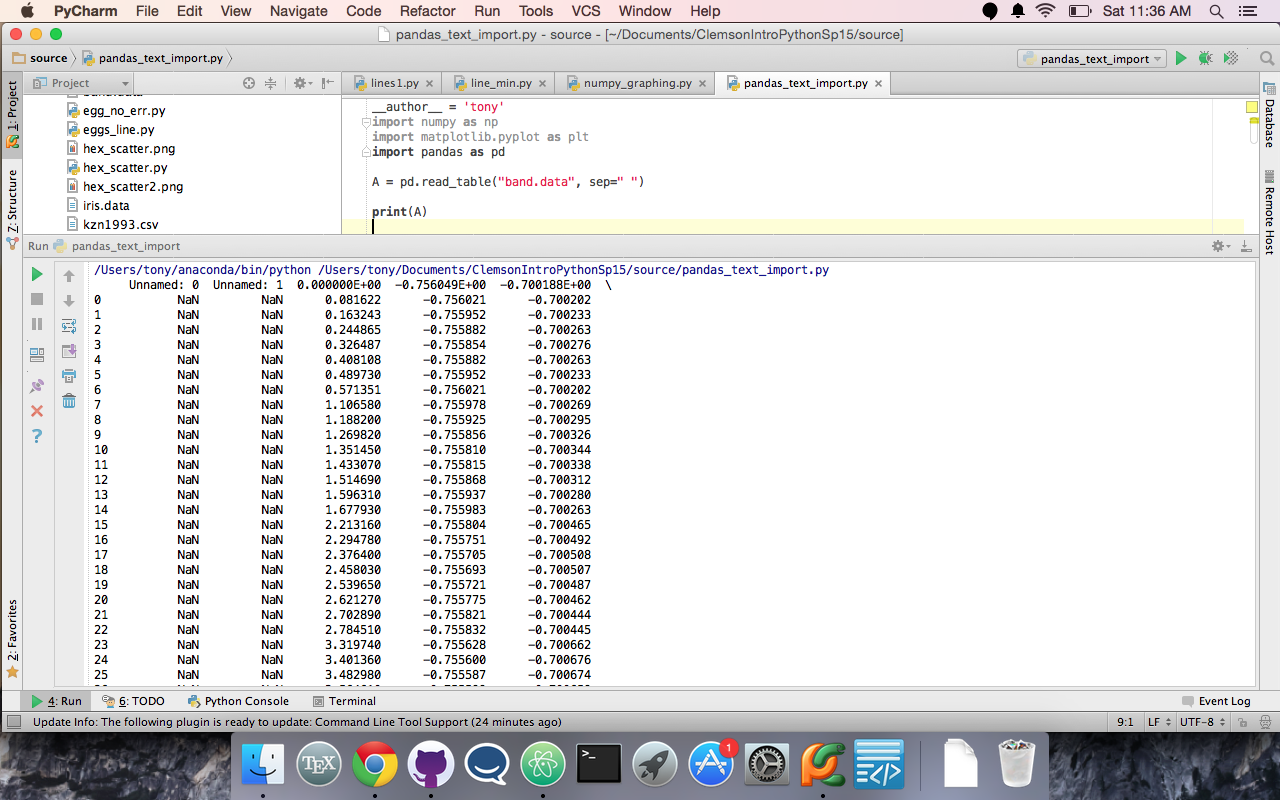 PyCharm File Edit View Navigate Code Refactor Run Tools VCS Window Help Sat 11:36 AM
pandas_text_import.py - source - [~/Documents/ClemsonIntroPythonSp15/source]
source pandas_text_import.py pandas_text_import
Project lines1.py line_min.py numpy_graphing.py pandas_text_import.py
1: Project
Z: Structure
2: Favorites
Database
Remote Host
egg_no_err.py
eggs_line.py
hex_scatter.png
hex_scatter.py
hex_scatter2.png
iris.data
kzn1993.csv
__author__ = 'tony'
import numpy as np
import matplotlib.pyplot as plt
import pandas as pd
A = pd.read_table("band.data", sep=" ")
print(A)
Run pandas_text_import
/Users/tony/anaconda/bin/python /Users/tony/Documents/ClemsonIntroPythonSp15/source/pandas_text_import.py
Unnamed: 0 Unnamed: 1 0.000000E+00 -0.756049E+00 -0.700188E+00 \
0 NaN NaN 0.081622 -0.756021 -0.700202
1 NaN NaN 0.163243 -0.755952 -0.700233
2 NaN NaN 0.244865 -0.755882 -0.700263
3 NaN NaN 0.326487 -0.755854 -0.700276
4 NaN NaN 0.408108 -0.755882 -0.700263
5 NaN NaN 0.489730 -0.755952 -0.700233
6 NaN NaN 0.571351 -0.756021 -0.700202
7 NaN NaN 1.106580 -0.755978 -0.700269
8 NaN NaN 1.188200 -0.755925 -0.700295
9 NaN NaN 1.269820 -0.755856 -0.700326
10 NaN NaN 1.351450 -0.755810 -0.700344
11 NaN NaN 1.433070 -0.755815 -0.700338
12 NaN NaN 1.514690 -0.755868 -0.700312
13 NaN NaN 1.596310 -0.755937 -0.700280
14 NaN NaN 1.677930 -0.755983 -0.700263
15 NaN NaN 2.213160 -0.755804 -0.700465
16 NaN NaN 2.294780 -0.755751 -0.700492
17 NaN NaN 2.376400 -0.755705 -0.700508
18 NaN NaN 2.458030 -0.755693 -0.700507
19 NaN NaN 2.539650 -0.755721 -0.700487
20 NaN NaN 2.621270 -0.755775 -0.700462
21 NaN NaN 2.702890 -0.755821 -0.700444
22 NaN NaN 2.784510 -0.755832 -0.700445
23 NaN NaN 3.319740 -0.755628 -0.700662
24 NaN NaN 3.401360 -0.755600 -0.700676
25 NaN NaN 3.482980 -0.755587 -0.700674
4: Run 6: TODO Python Console Terminal Event Log
Update Info: The following plugin is ready to update: Command Line Tool Support (24 minutes ago) 9:1 LF UTF-8
TEX
1